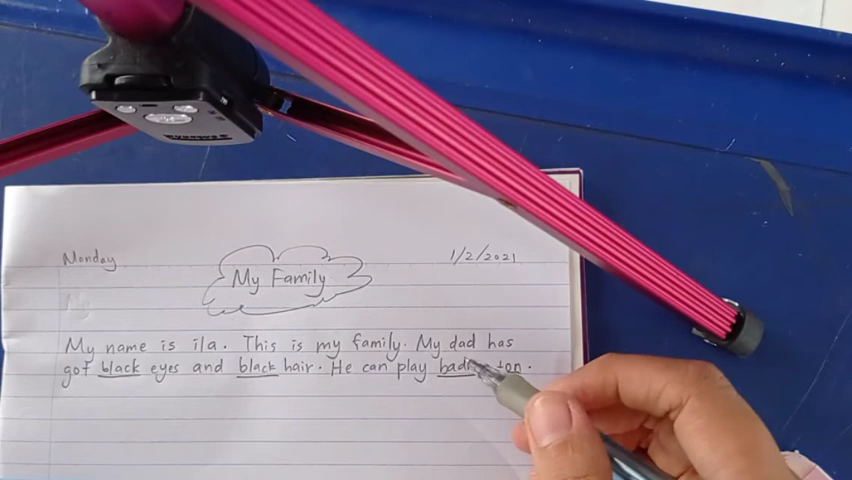 Monday 1/2/2021
My Family
My name is ila. This is my family. My dad has
got black eyes and black hair. He can play